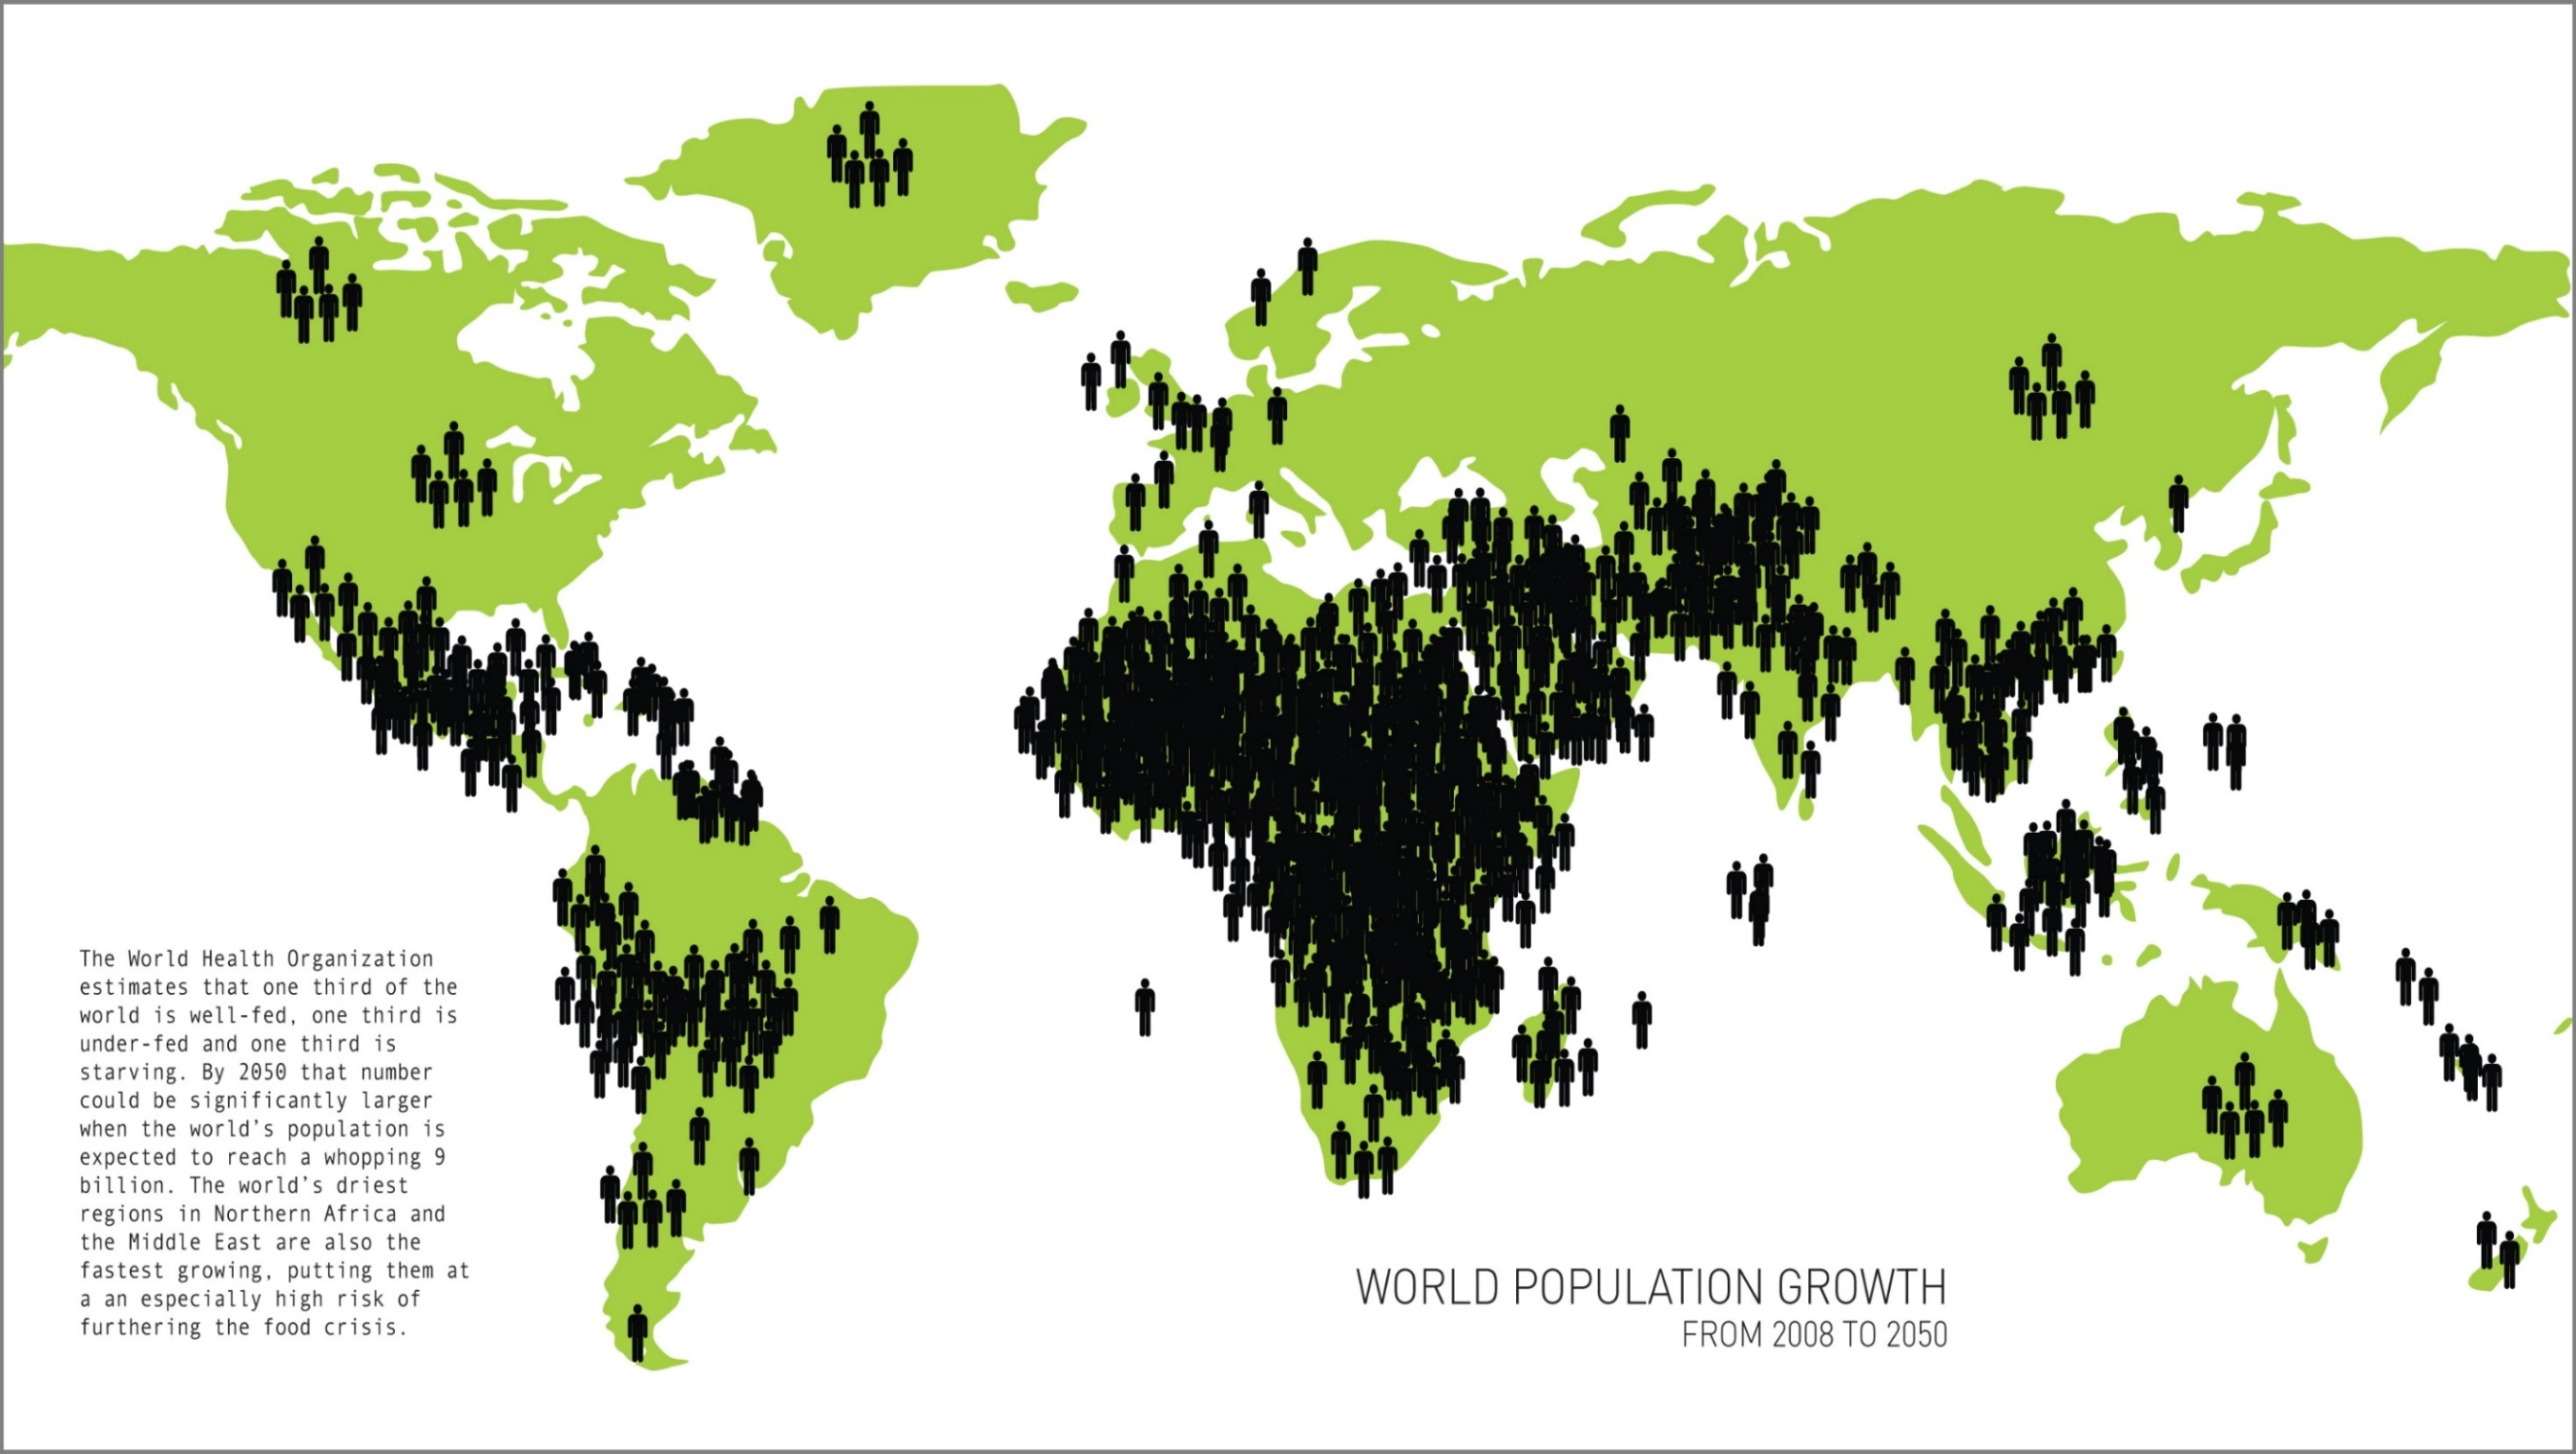 The World Health Organization
estimates that one third of the
world is well-fed, one third is
under-fed and one third is
starving. By 2050 that number
could be significantly larger
when the world's population is
expected to reach a whopping 9
billion. The world's driest
regions in Northern Africa and
the Middle East are also the
fastest growing, putting them at
a an especially high risk of
furthering the food crisis.
WORLD POPULATION GROWTH
FROM 2008 TO 2050